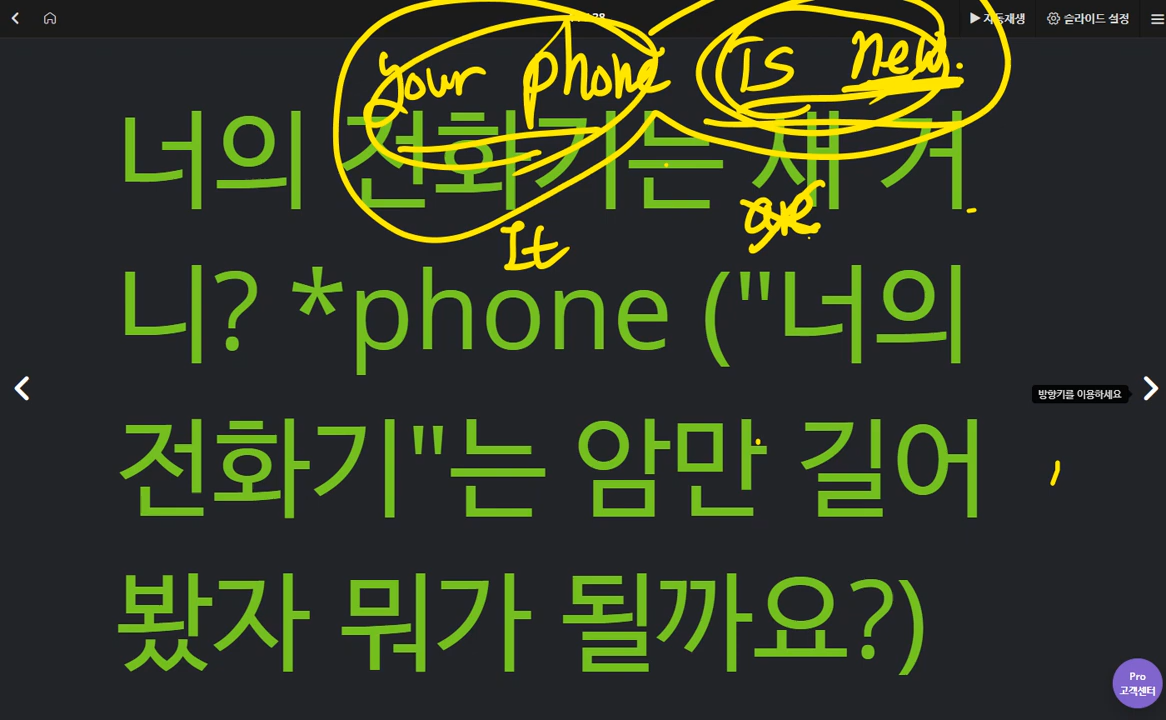 자동재생 슬라이드 설정
your phone is new.
너의 전화기는 새 거
It are
니? *phone ("너의
방향키를 이용하세요
전화기"는 암만 길어
봤자 뭐가 될까요?)
Pro
고객센터